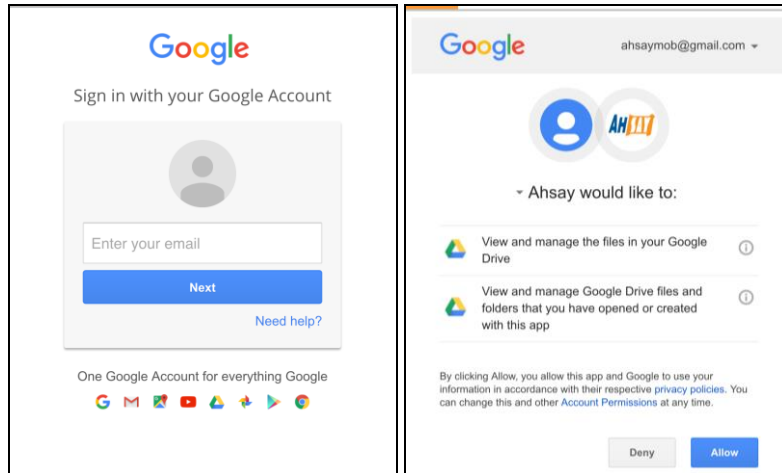 Google
Sign in with your Google Account
Enter your email
Next
Need help?
One Google Account for everything Google
Google
ahsaymob@gmail.com
AHSAY
Ahsay would like to:
View and manage the files in your Google
Drive
View and manage Google Drive files and
folders that you have opened or created
with this app
By clicking Allow, you allow this app and Google to use your
information in accordance with their respective privacy policies. You
can change this and other Account Permissions at any time.
Deny
Allow